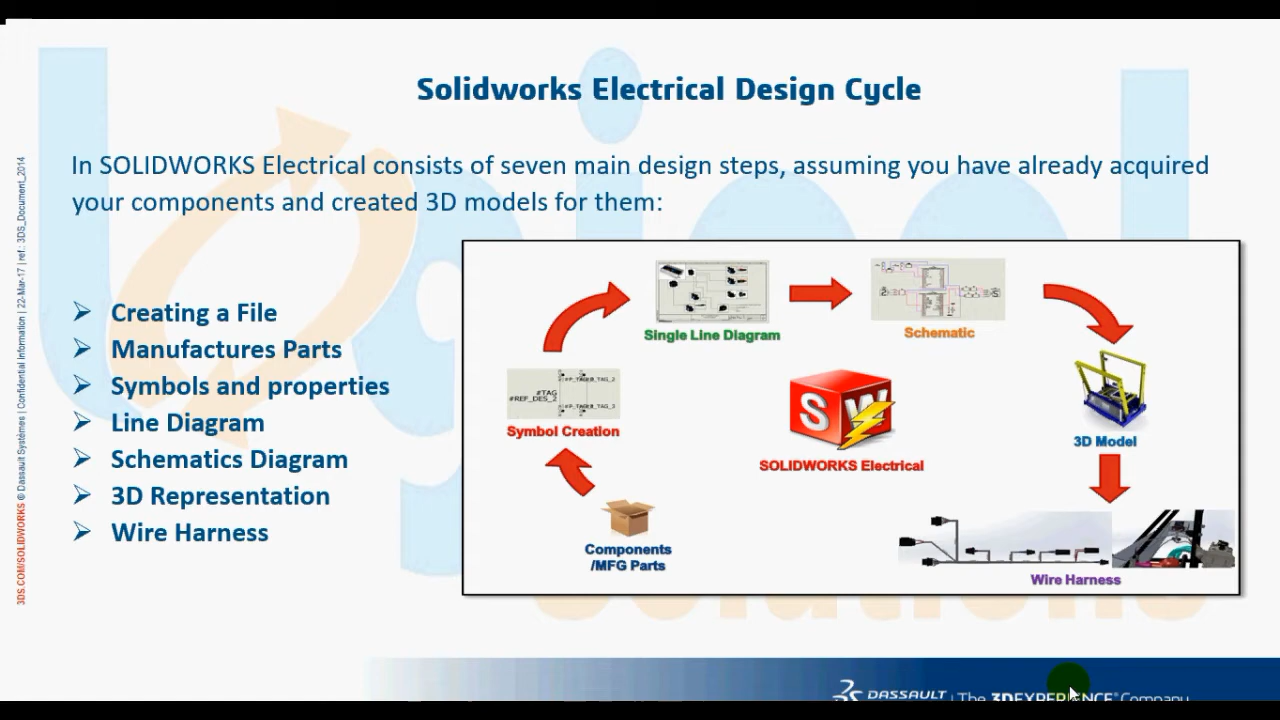 Solidworks Electrical Design Cycle
In SOLIDWORKS Electrical consists of seven main design steps, assuming you have already acquired
your components and created 3D models for them:
Creating a File
Manufactures Parts
Symbols and properties
Line Diagram
Schematics Diagram
3D Representation
Wire Harness
Single Line Diagram
Schematic
#TAG
#REF_DES_2
Symbol Creation
SOLIDWORKS Electrical
3D Model
Components
/MFG Parts
Wire Harness
3DS.COM/SOLIDWORKS © Dassault Systèmes | Confidential Information | 22-Mar-17 | ref.: 3DS_Document_2014
DASSAULT | The 3DEXPERIENCE® Company